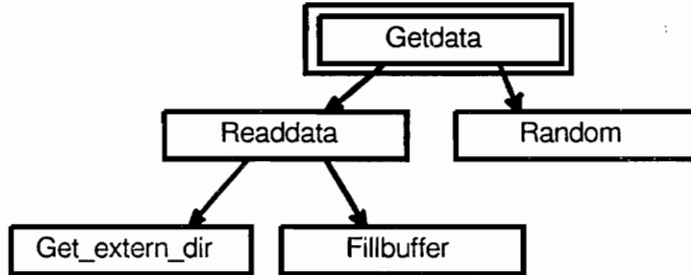 Getdata
Readdata
Random
Get_extern_dir
Fillbuffer